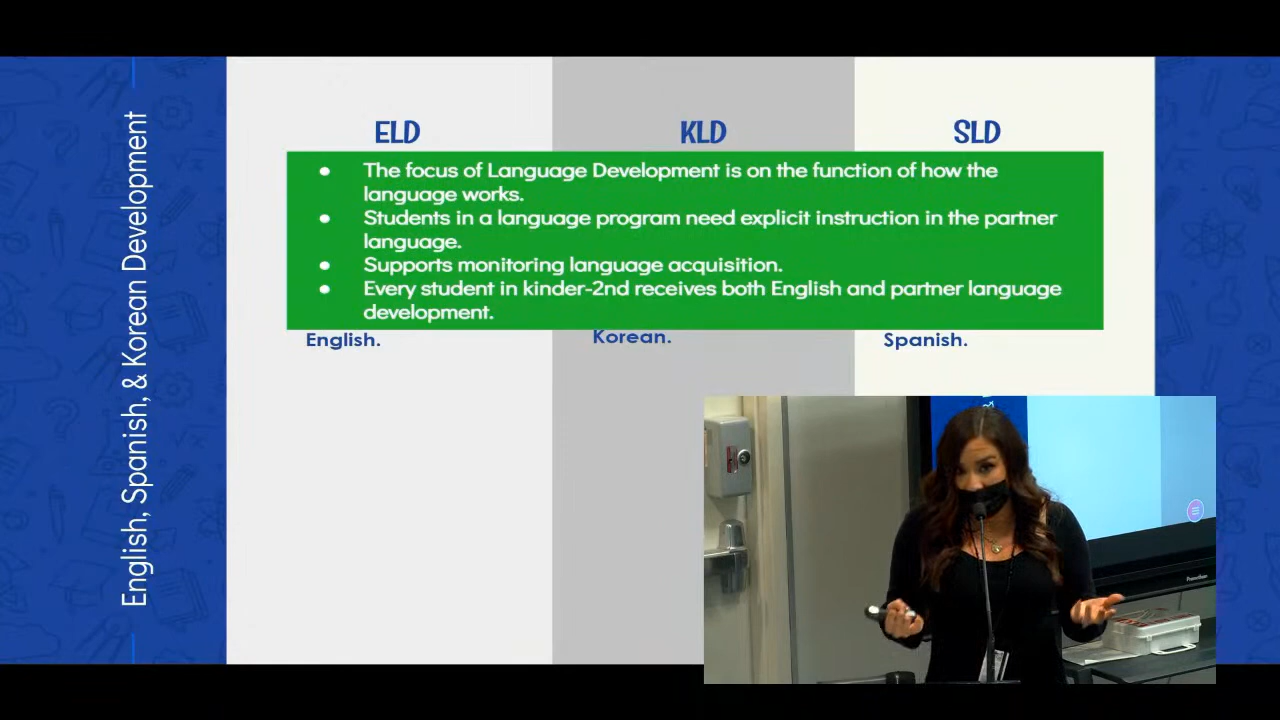 English, Spanish, & Korean Development
ELD
KLD
SLD
● The focus of Language Development is on the function of how the
language works.
● Students in a language program need explicit instruction in the partner
language.
● Supports monitoring language acquisition.
● Every student in kinder-2nd receives both English and partner language
development.
English.
Korean.
Spanish.
Promethean